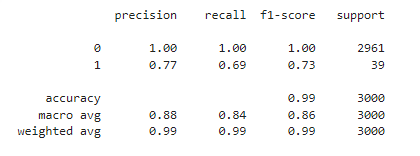 precision recall f1-score support
0 1.00 1.00 1.00 2961
1 0.77 0.69 0.73 39
accuracy 0.99 3000
macro avg 0.88 0.84 0.86 3000
weighted avg 0.99 0.99 0.99 3000